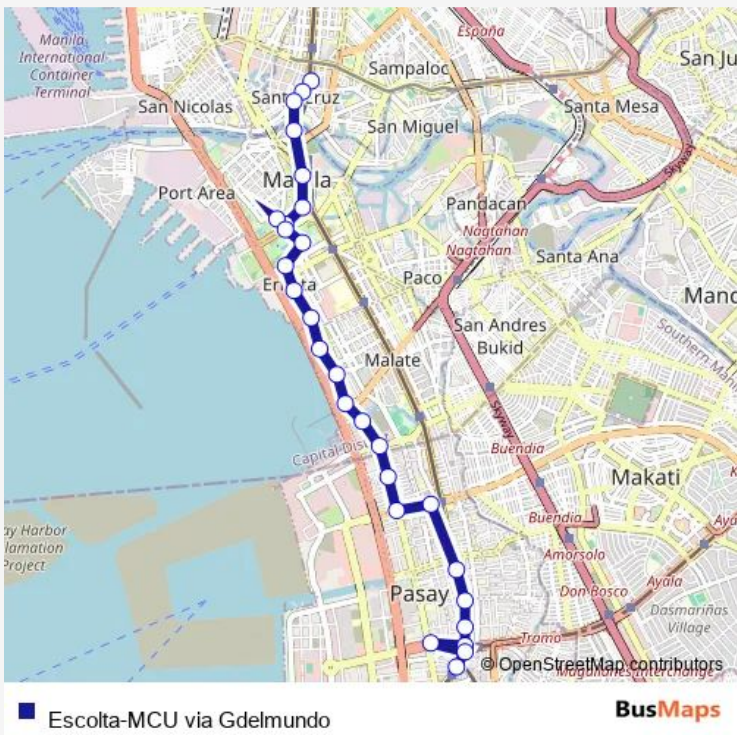 España
Manila
International
Container
Terminal
Sampaloc
San Ju
San Nicolas
Santa Cruz
Santa Mesa
San Miguel
Skyway
Port Area
Manila
Pandacan
Nagtahan
Nagtahan
Santa Ana
Paco
Ermita
Mand
San Andres
Bukid
Southern Mani
Malate
Skyway
Capital Dis
Buendia
Makati
Buendia
Aya
ay Harbor
lamation
Project
Amorsolo
Pasay
Don Bosco
Ayala
Dasmariñas
Village
Tramo
© OpenStreetMap contributors
Magallanes Interchange
Escolta-MCU via Gdelmundo
BusMaps